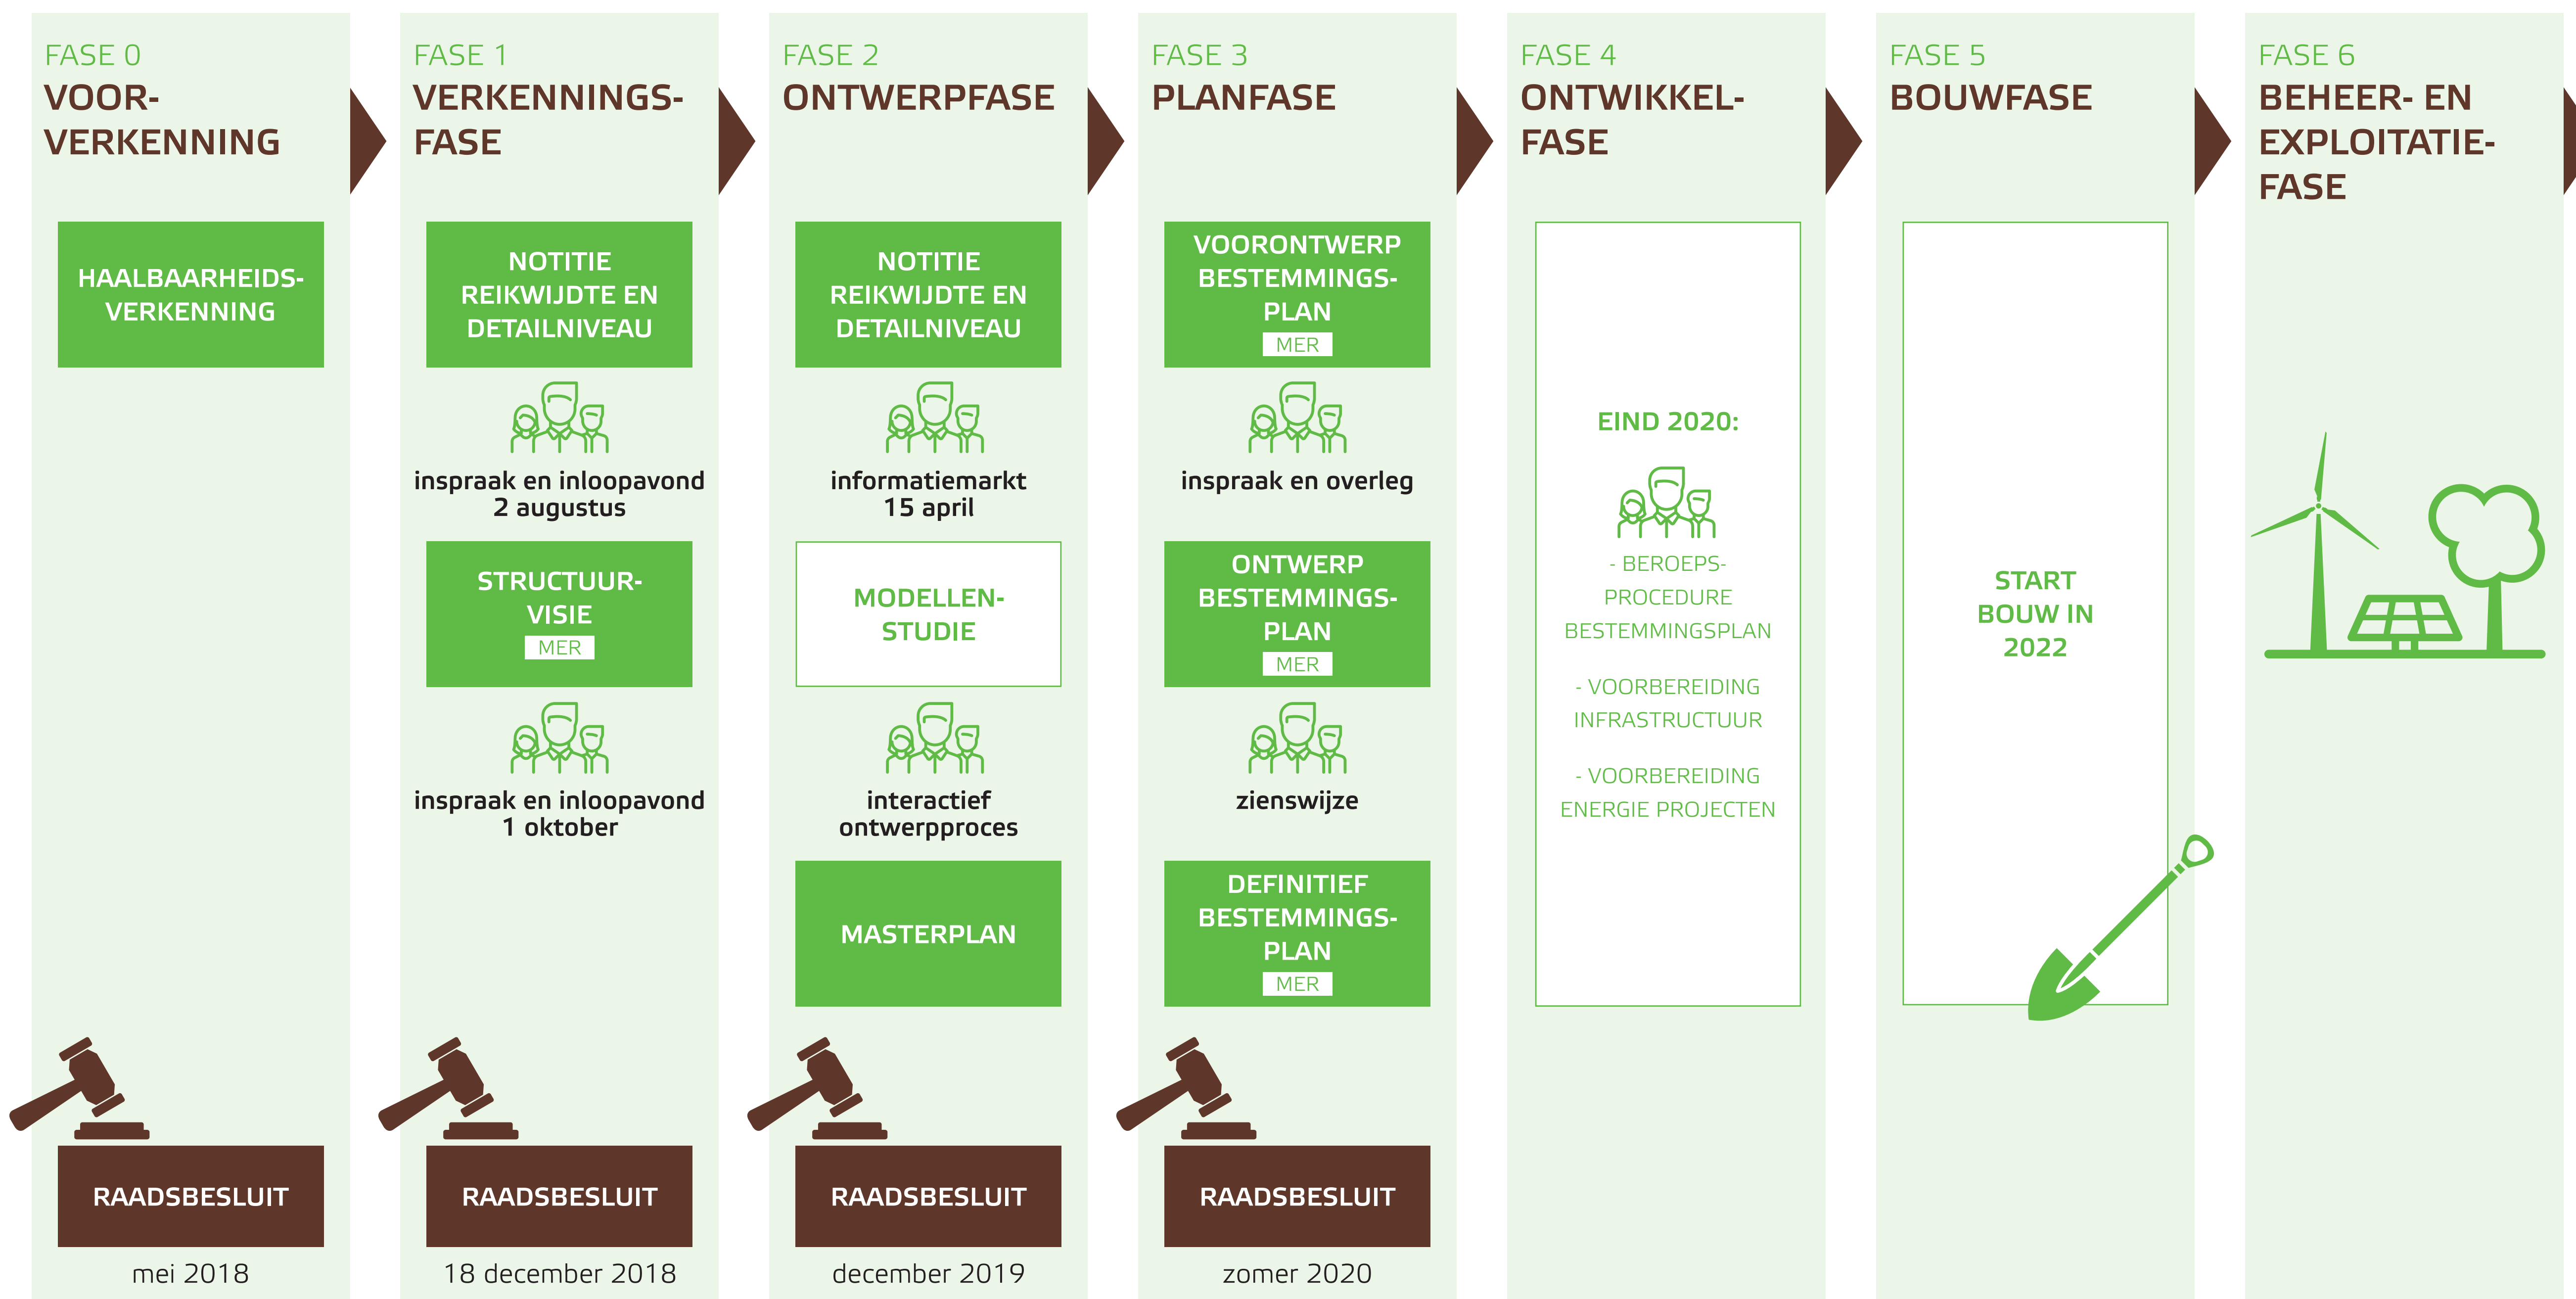 FASE 0
VOOR-
VERKENNING
HAALBAARHEIDS-
VERKENNING
RAADSBESLUIT
mei 2018
FASE 1
VERKENNINGS-
FASE
NOTITIE
REIKWIJDTE EN
DETAILNIVEAU
inspraak en inloopavond
2 augustus
STRUCTUUR-
VISIE
MER
inspraak en inloopavond
1 oktober
RAADSBESLUIT
18 december 2018
FASE 2
ONTWERPFASE
NOTITIE
REIKWIJDTE EN
DETAILNIVEAU
informatiemarkt
15 april
MODELLEN-
STUDIE
interactief
ontwerpproces
MASTERPLAN
RAADSBESLUIT
december 2019
FASE 3
PLANFASE
VOORONTWERP
BESTEMMINGS-
PLAN
MER
inspraak en overleg
ONTWERP
BESTEMMINGS-
PLAN
MER
zienswijze
DEFINITIEF
BESTEMMINGS-
PLAN
MER
RAADSBESLUIT
zomer 2020
FASE 4
ONTWIKKEL-
FASE
EIND 2020:
- BEROEPS-
PROCEDURE
BESTEMMINGSPLAN
- VOORBEREIDING
INFRASTRUCTUUR
- VOORBEREIDING
ENERGIE PROJECTEN
FASE 5
BOUWFASE
START
BOUW IN
2022
FASE 6
BEHEER- EN
EXPLOITATIE-
FASE